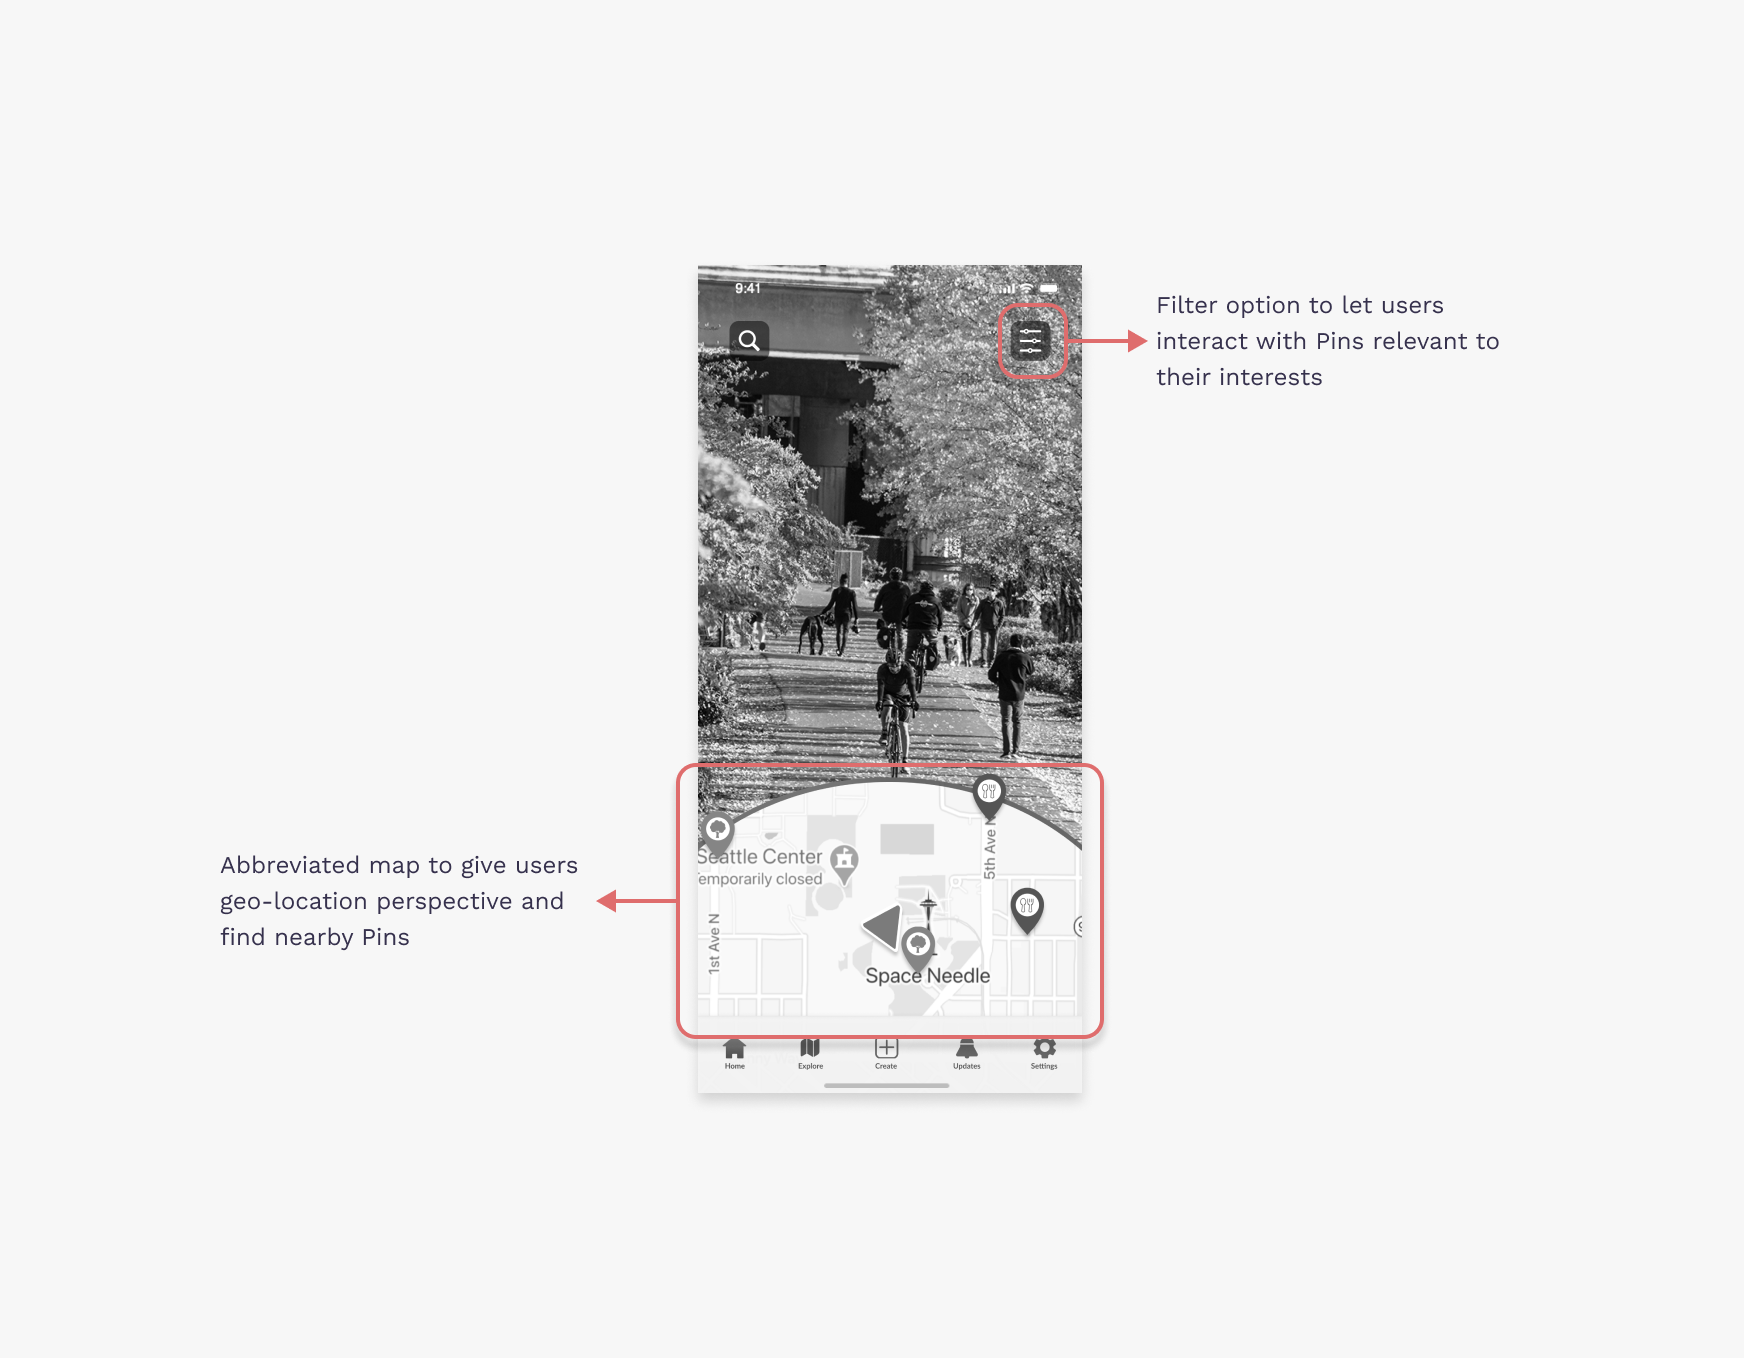 9:41
Filter option to let users
interact with Pins relevant to
their interests
Abbreviated map to give users
geo-location perspective and
find nearby Pins
Seattle Center
emporarily closed
5th Ave N
1st Ave N
Space Needle
Home
Explore
Create
Updates
Settings